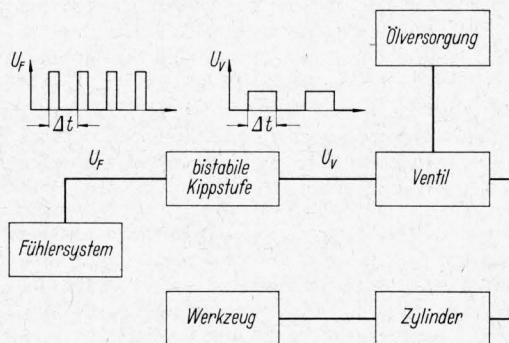 Ölversorgung
U_F
U_V
Δt
Δt
U_F
bistabile
Kippstufe
U_V
Ventil
Fühlersystem
Werkzeug
Zylinder